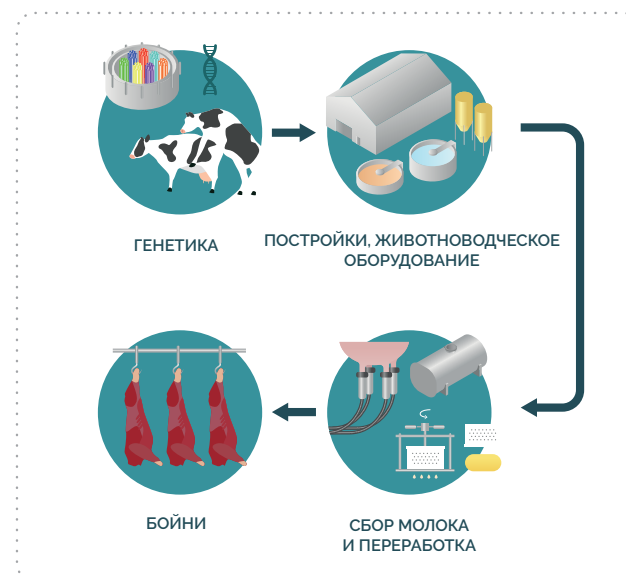 ГЕНЕТИКА
ПОСТРОЙКИ, ЖИВОТНОВОДЧЕСКОЕ
ОБОРУДОВАНИЕ
СБОР МОЛОКА
И ПЕРЕРАБОТКА
БОЙНИ